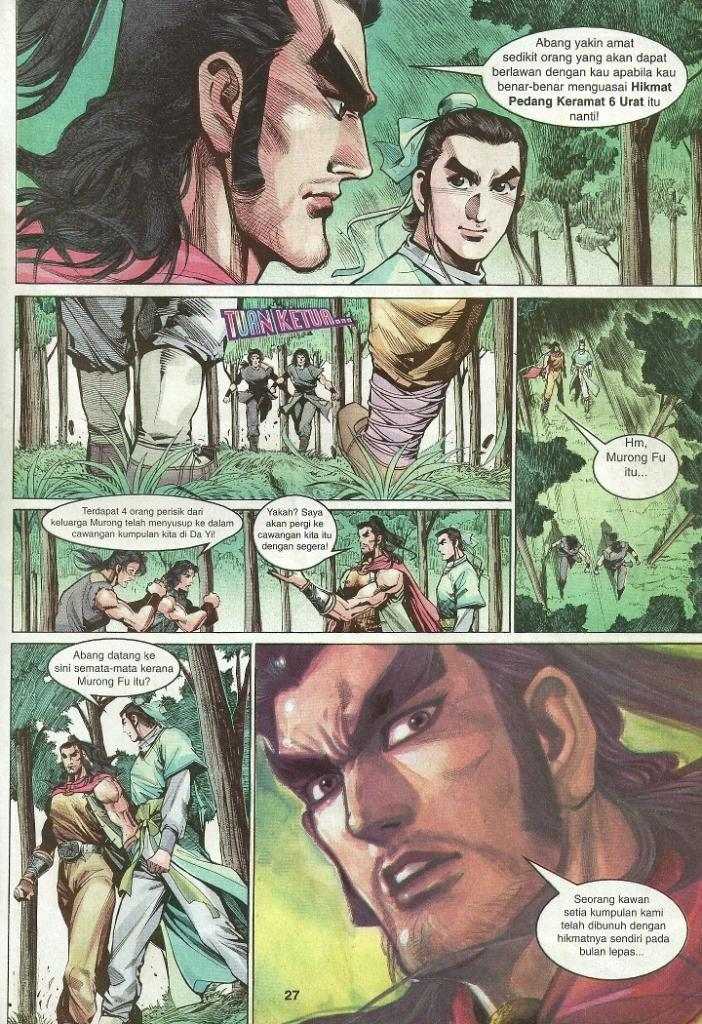 Abang yakin amat
sedikit orang yang akan dapat
berlawan dengan kau apabila kau
benar-benar menguasai Hikmat
Pedang Keramat 6 Urat itu
nanti!
TUAN KETUA...
Hm,
Murong Fu
itu...
Terdapat 4 orang perisik dari
keluarga Murong telah menyusup ke dalam
cawangan kumpulan kita di Da Yi!
Yakah? Saya
akan pergi ke
cawangan kita itu
dengan segera!
Abang datang ke
sini semata-mata kerana
Murong Fu itu?
Seorang kawan
setia kumpulan kami
telah dibunuh dengan
hikmatnya sendiri pada
bulan lepas...
27